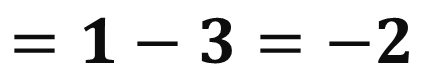 = 1 − 3 = −2